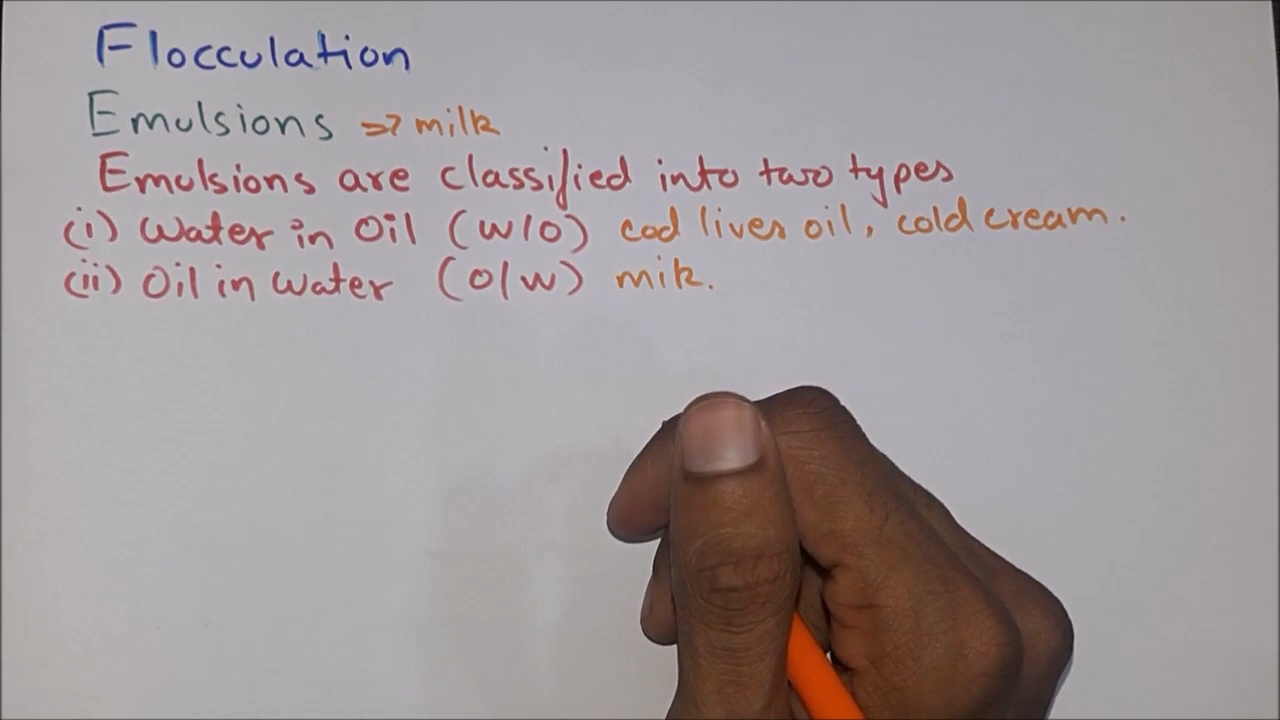 Flocculation
Emulsions => milk
Emulsions are classified into two types
(i) Water in Oil (W/O) cod liver oil, cold cream.
(ii) Oil in water (O/W) mik.